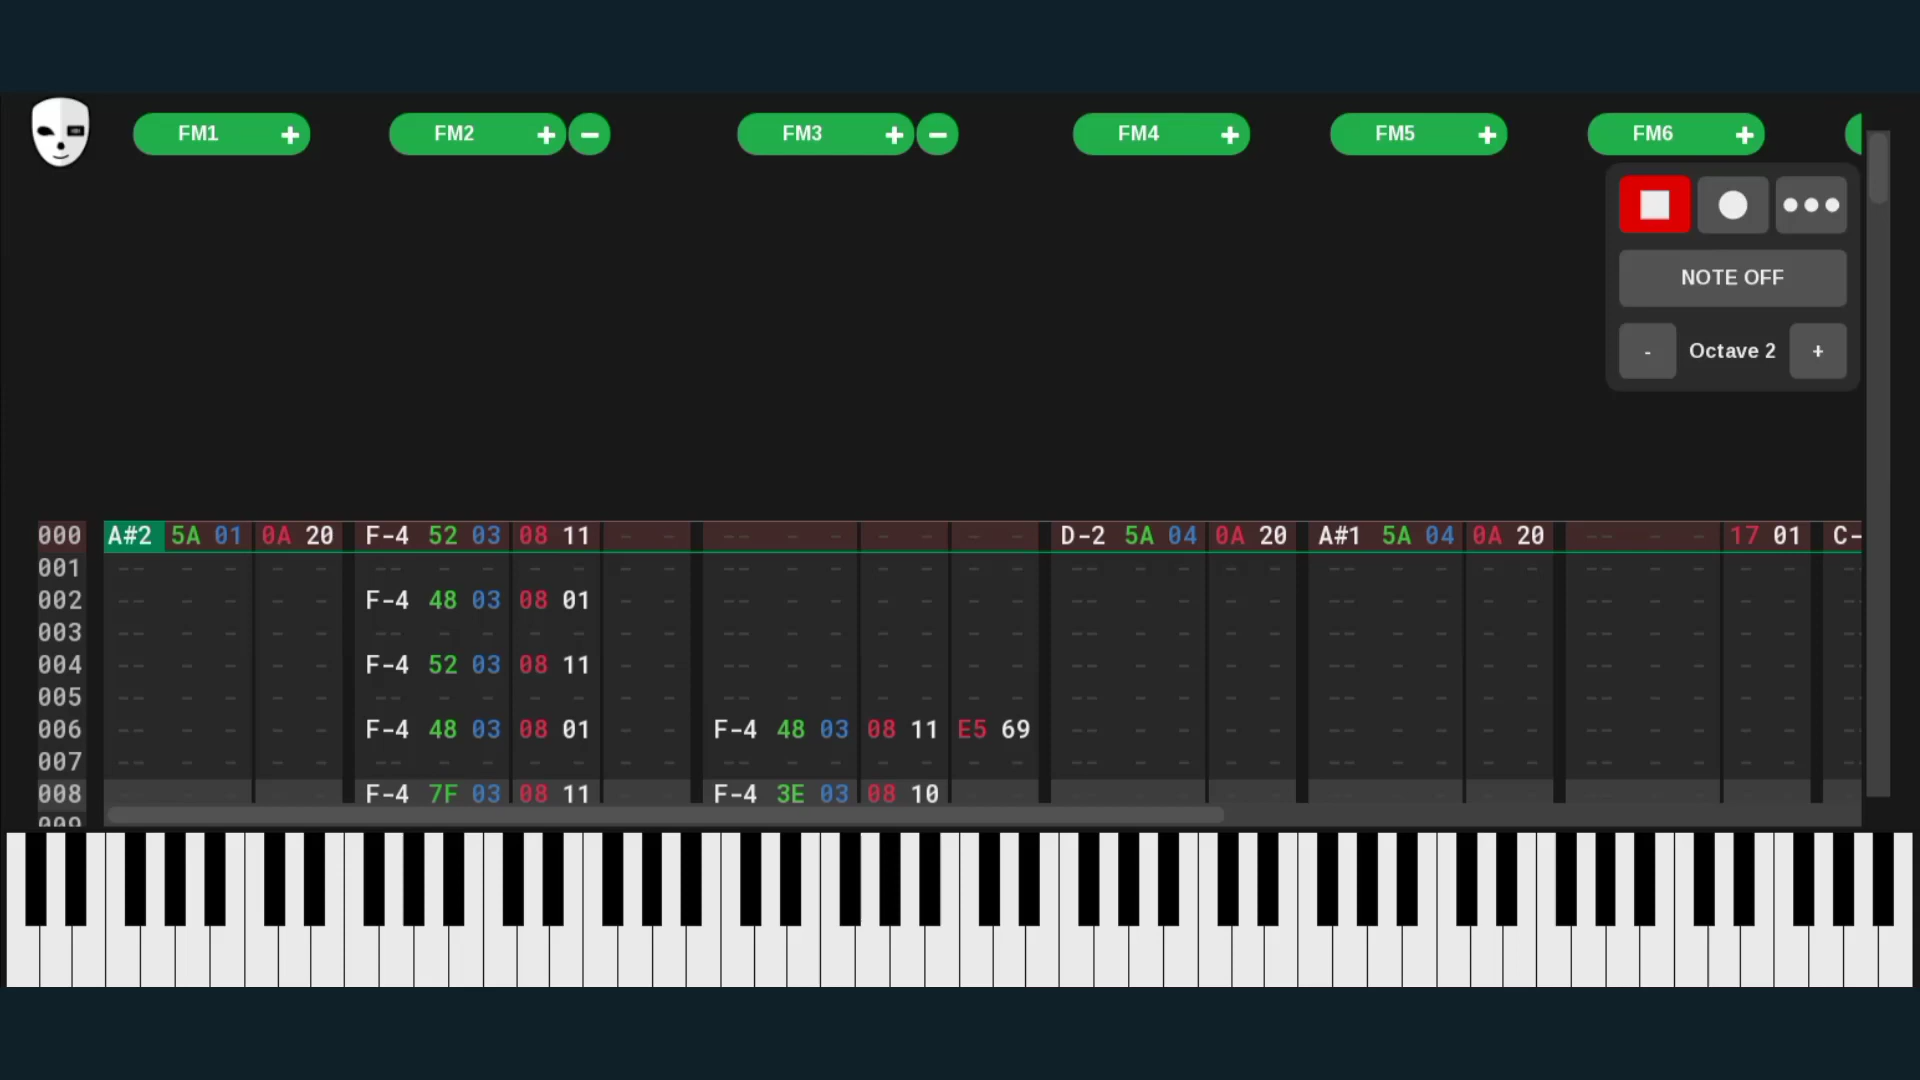 FM1 + FM2 + − FM3 + − FM4 + FM5 + FM6 +
NOTE OFF
- Octave 2 +
000 A#2 5A 01 0A 20 F-4 52 03 08 11 - - -- - - - - - - D-2 5A 04 0A 20 A#1 5A 04 0A 20 -- - - 17 01 C-
001 -- - - - - -- - - - - - - -- - - - - - - -- - - - - -- - - - - -- - - - - --
002 -- - - - - F-4 48 03 08 01 - - -- - - - - - - -- - - - - -- - - - - -- - - - - --
003 -- - - - - -- - - - - - - -- - - - - - - -- - - - - -- - - - - -- - - - - --
004 -- - - - - F-4 52 03 08 11 - - -- - - - - - - -- - - - - -- - - - - -- - - - - --
005 -- - - - - -- - - - - - - -- - - - - - - -- - - - - -- - - - - -- - - - - --
006 -- - - - - F-4 48 03 08 01 - - F-4 48 03 08 11 E5 69 -- - - - - -- - - - - -- - - - - --
007 -- - - - - -- - - - - - - -- - - - - - - -- - - - - -- - - - - -- - - - - --
008 -- - - - - F-4 7F 03 08 11 - - F-4 3E 03 08 10 - - -- - - - - -- - - - - -- - - - - --
009